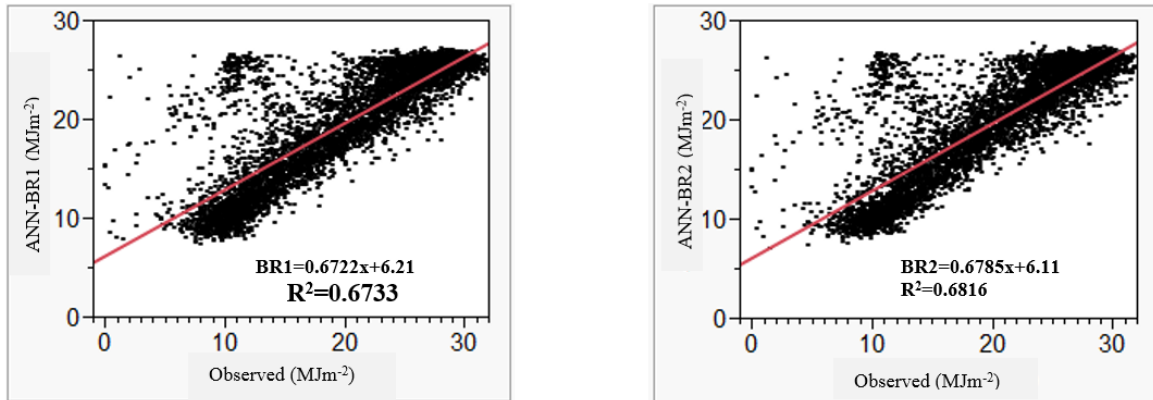 30
20
10
0
ANN-BR1 (MJm-2)
BR1=0.6722x+6.21
R2=0.6733
0 10 20 30
Observed (MJm-2)
30
20
10
0
ANN-BR2 (MJm-2)
BR2=0.6785x+6.11
R2=0.6816
0 10 20 30
Observed (MJm-2)